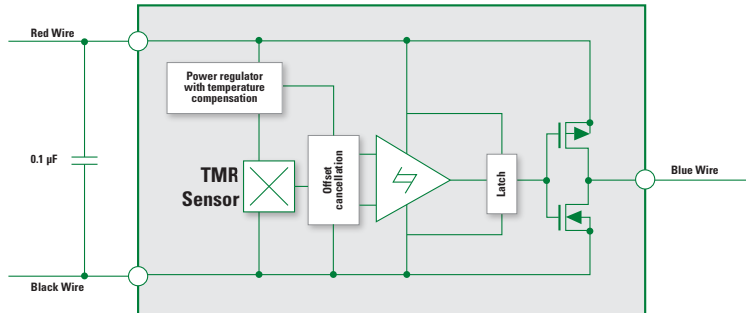 Red Wire
Power regulator
with temperature
compensation
0.1 µF
TMR
Sensor
Offset
cancellation
Latch
Blue Wire
Black Wire